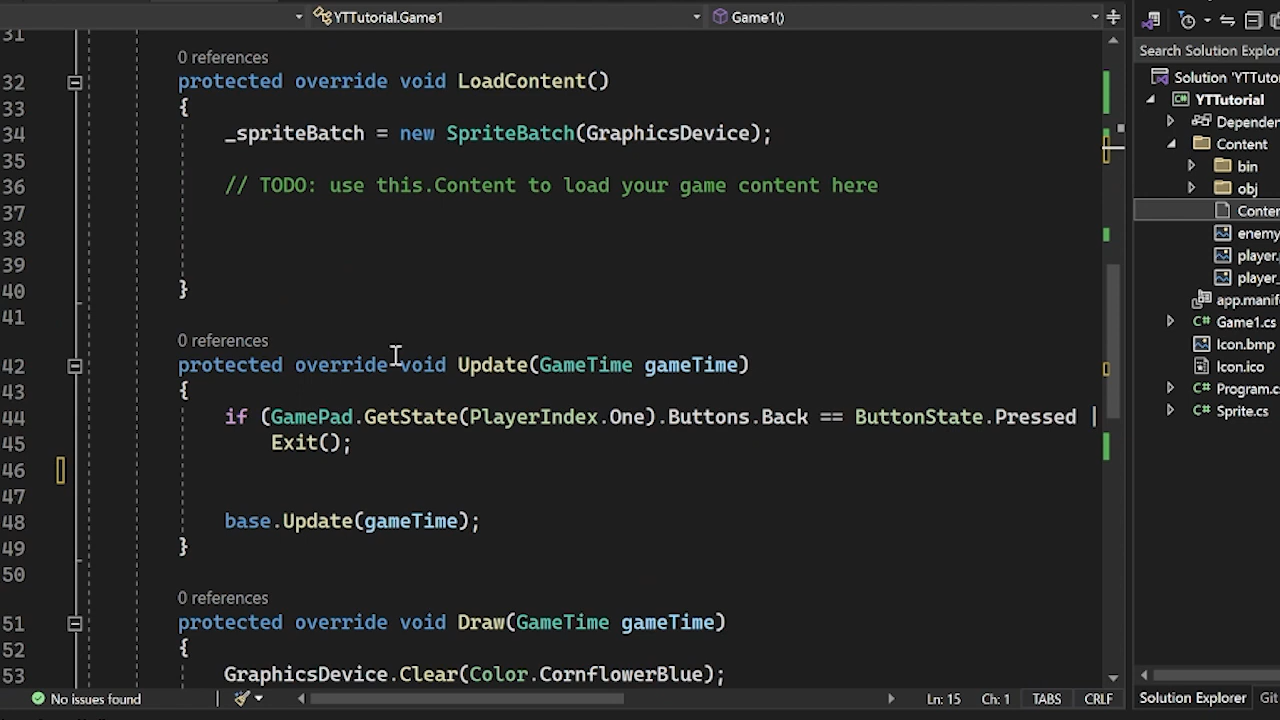 YTTutorial.Game1
Game1()
31
0 references
32 protected override void LoadContent()
33 {
34 _spriteBatch = new SpriteBatch(GraphicsDevice);
35
36 // TODO: use this.Content to load your game content here
37
38
39
40 }
41
0 references
42 protected override void Update(GameTime gameTime)
43 {
44 if (GamePad.GetState(PlayerIndex.One).Buttons.Back == ButtonState.Pressed |
45 Exit();
46
47
48 base.Update(gameTime);
49 }
50
0 references
51 protected override void Draw(GameTime gameTime)
52 {
53 GraphicsDevice.Clear(Color.CornflowerBlue);
No issues found
Ln: 15 Ch: 1 TABS CRLF
Search Solution Explor
Solution 'YTTutor
C# YTTutorial
Depender
Content
bin
obj
Conter
enemy
player.
player_
app.manife
C# Game1.cs
Icon.bmp
Icon.ico
C# Program.c
C# Sprite.cs
Solution Explorer Git